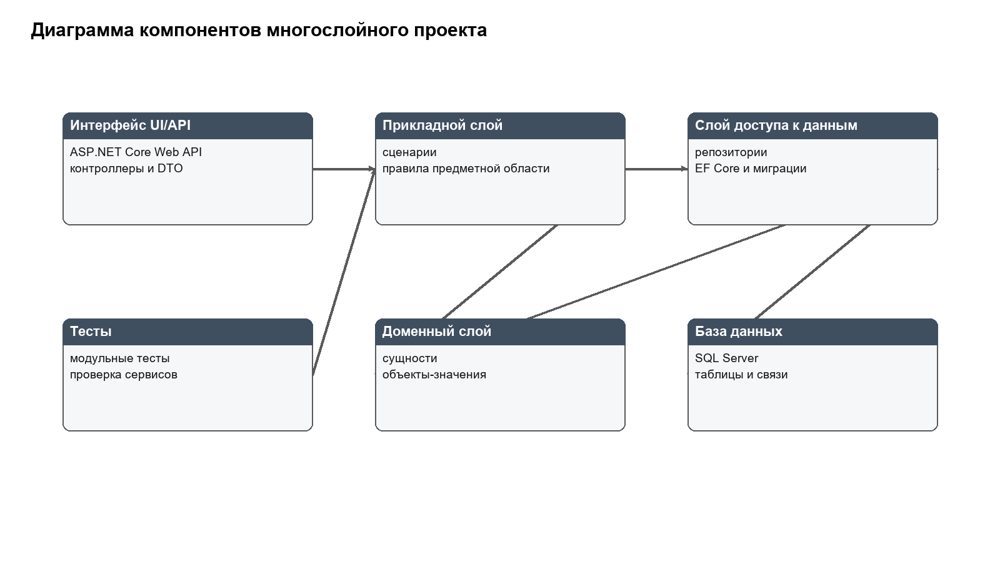 Диаграмма компонентов многослойного проекта
Интерфейс UI/API
ASP.NET Core Web API
контроллеры и DTO
Прикладной слой
сценарии
правила предметной области
Слой доступа к данным
репозитории
EF Core и миграции
Тесты
модульные тесты
проверка сервисов
Доменный слой
сущности
объекты-значения
База данных
SQL Server
таблицы и связи